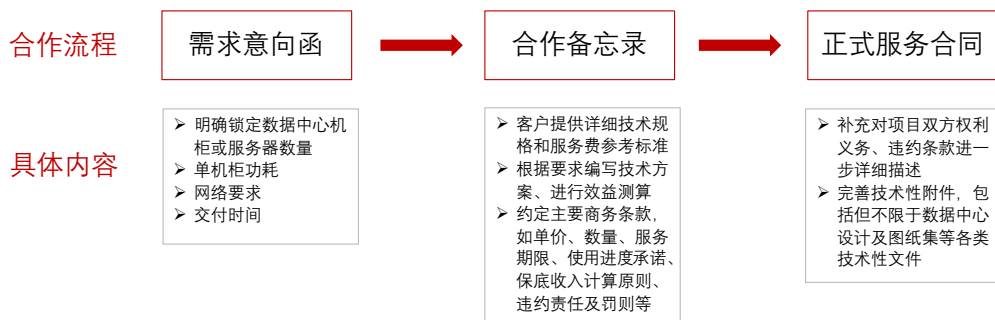 合作流程
需求意向函
合作备忘录
正式服务合同
具体内容
➢ 明确锁定数据中心机
柜或服务器数量
➢ 单机柜功耗
➢ 网络要求
➢ 交付时间
➢ 客户提供详细技术规
格和服务费参考标准
➢ 根据要求编写技术方
案、进行效益测算
➢ 约定主要商务条款，
如单价、数量、服务
期限、使用进度承诺、
保底收入计算原则、
违约责任及罚则等
➢ 补充对项目双方权利
义务、违约条款进一
步详细描述
➢ 完善技术性附件，包
括但不限于数据中心
设计及图纸集等各类
技术性文件